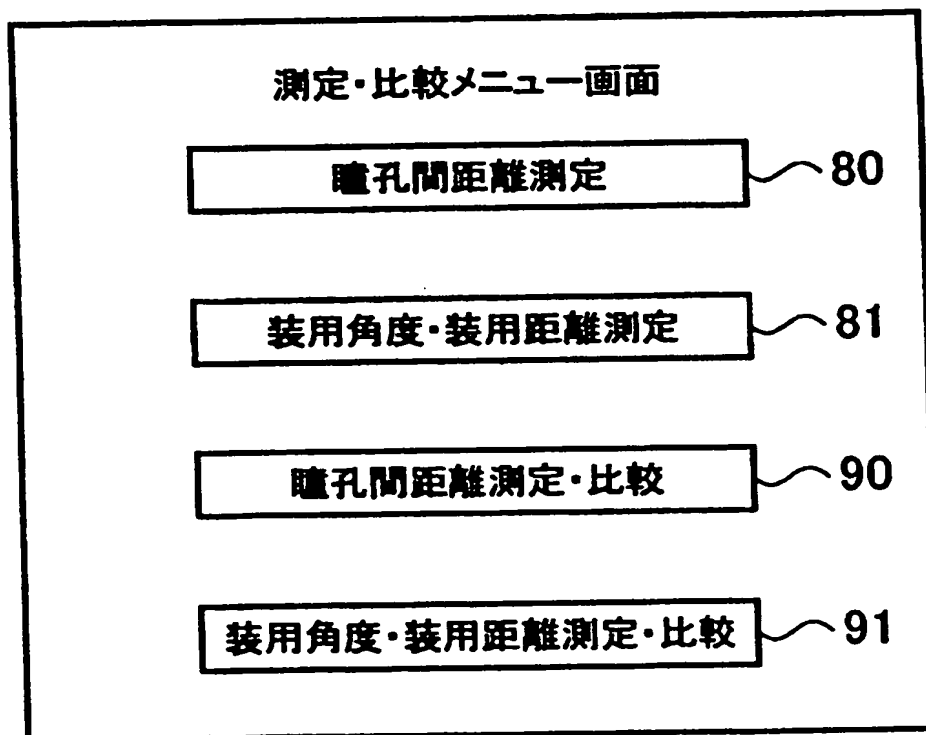 測定・比較メニュー画面
瞳孔間距離測定 80
装用角度・装用距離測定 81
瞳孔間距離測定・比較 90
装用角度・装用距離測定・比較 91